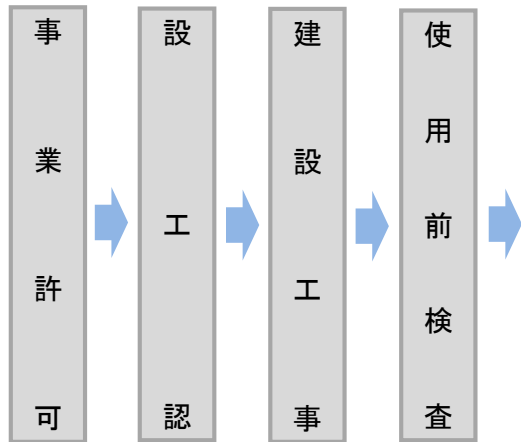 事業許可
設工認
建設工事
使用前検査